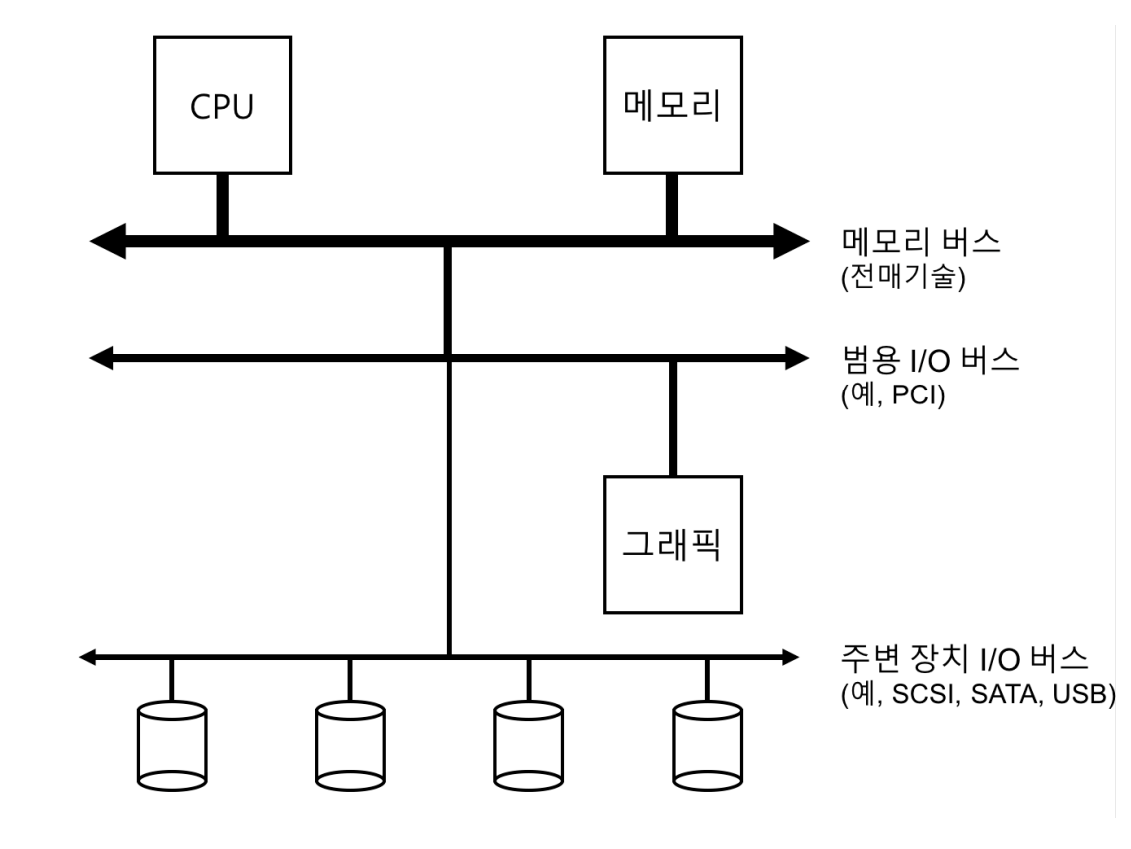 CPU
메모리
메모리 버스
(전매기술)
범용 I/O 버스
(예, PCI)
그래픽
주변 장치 I/O 버스
(예, SCSI, SATA, USB)